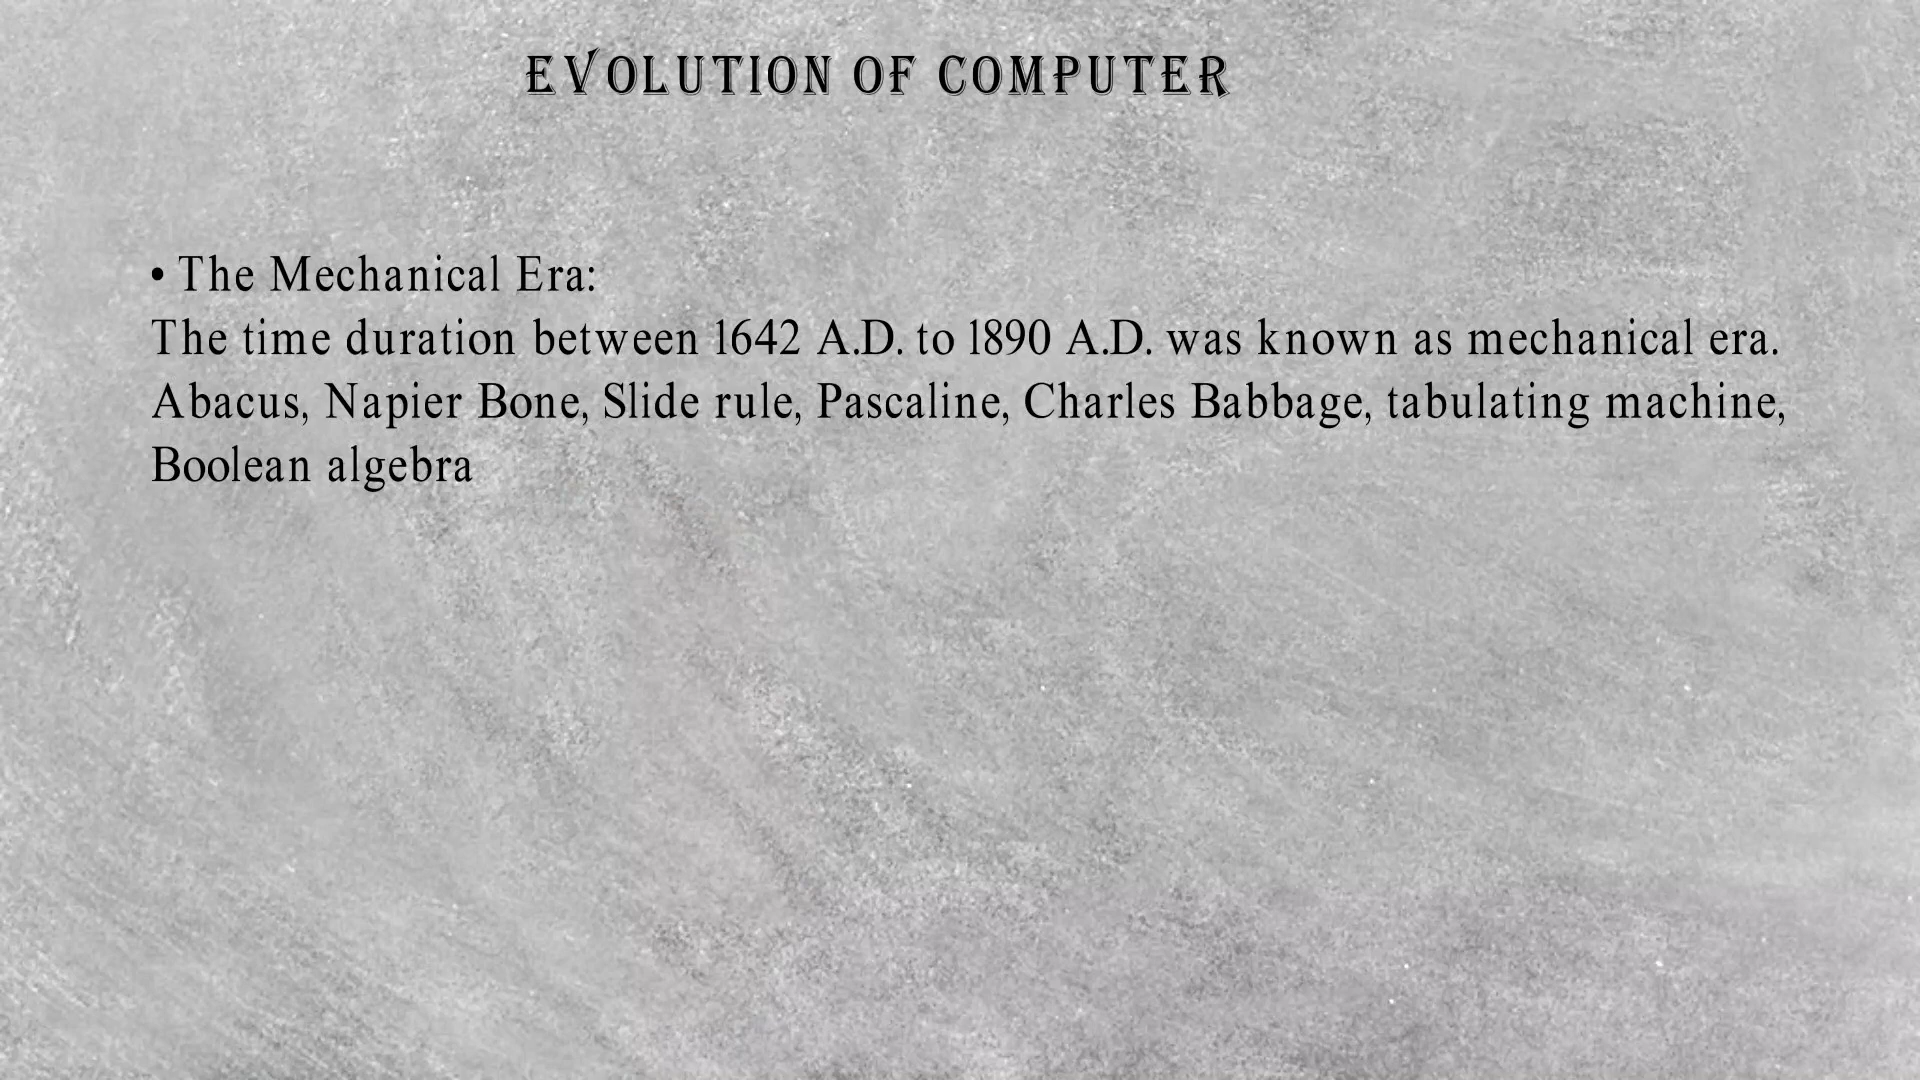 EVOLUTION OF COMPUTER
• The Mechanical Era:
The time duration between 1642 A.D. to 1890 A.D. was known as mechanical era.
Abacus, Napier Bone, Slide rule, Pascaline, Charles Babbage, tabulating machine,
Boolean algebra